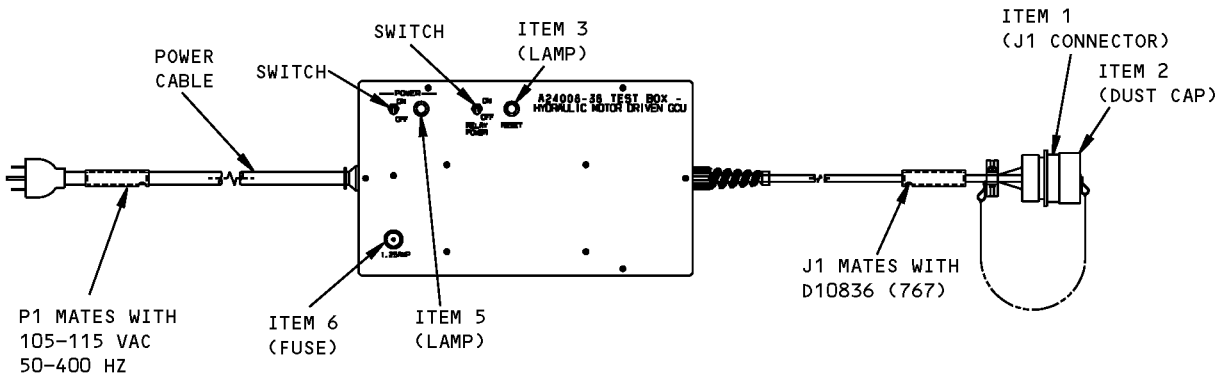 ITEM 1
(J1 CONNECTOR)
ITEM 2
(DUST CAP)
ITEM 3
(LAMP)
SWITCH
POWER
CABLE
SWITCH
POWER
ON
OFF
ON
OFF
RELAY
POWER
RESET
A24006-36 TEST BOX -
HYDRAULIC MOTOR DRIVEN GCU
1.25AMP
P1 MATES WITH
105-115 VAC
50-400 HZ
ITEM 6
(FUSE)
ITEM 5
(LAMP)
J1 MATES WITH
D10836 (767)